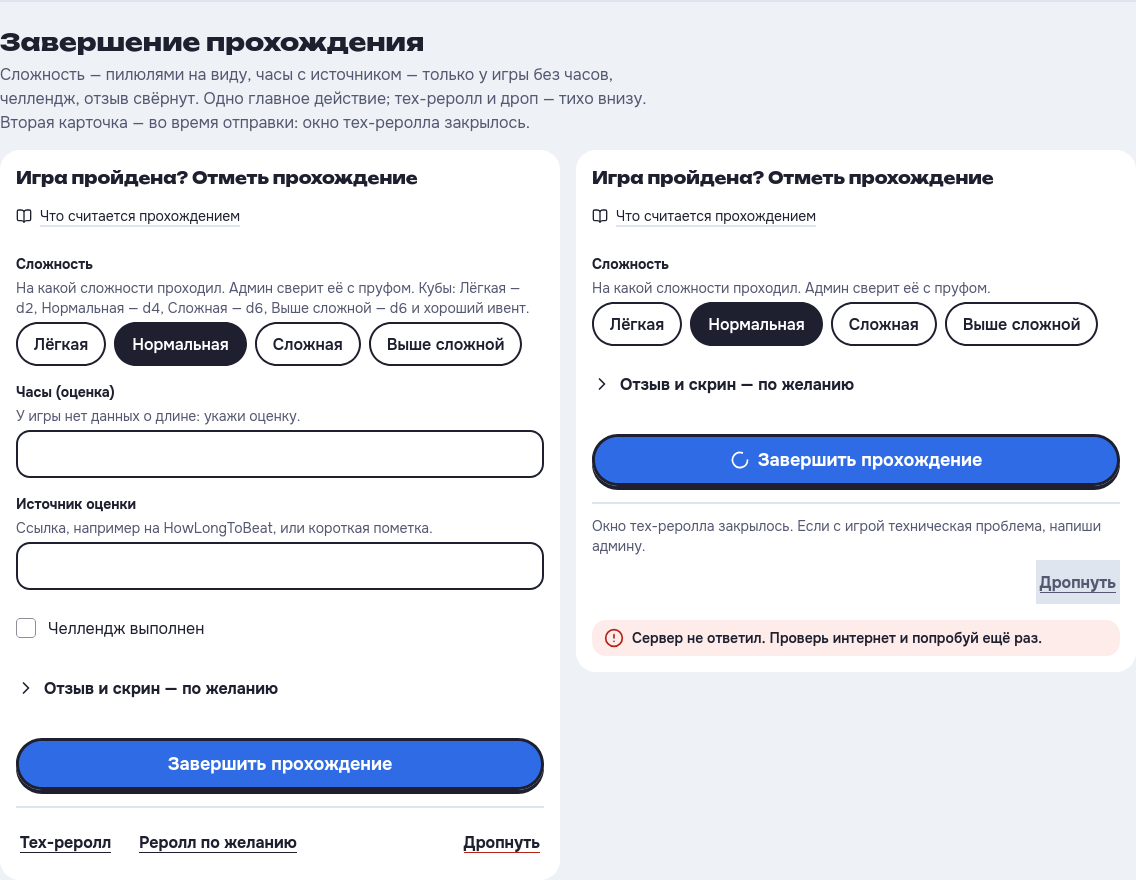 Завершение прохождения
Сложность — пилюлями на виду, часы с источником — только у игры без часов,
челлендж, отзыв свёрнут. Одно главное действие; тех-реролл и дроп — тихо внизу.
Вторая карточка — во время отправки: окно тех-реролла закрылось.
Игра пройдена? Отметь прохождение
Что считается прохождением
Сложность
На какой сложности проходил. Админ сверит её с пруфом. Кубы: Лёгкая —
d2, Нормальная — d4, Сложная — d6, Выше сложной — d6 и хороший ивент.
Лёгкая Нормальная Сложная Выше сложной
Часы (оценка)
У игры нет данных о длине: укажи оценку.
Источник оценки
Ссылка, например на HowLongToBeat, или короткая пометка.
Челлендж выполнен
Отзыв и скрин — по желанию
Завершить прохождение
Тех-реролл Реролл по желанию Дропнуть
Игра пройдена? Отметь прохождение
Что считается прохождением
Сложность
На какой сложности проходил. Админ сверит её с пруфом.
Лёгкая Нормальная Сложная Выше сложной
Отзыв и скрин — по желанию
Завершить прохождение
Окно тех-реролла закрылось. Если с игрой техническая проблема, напиши
админу.
Дропнуть
Сервер не ответил. Проверь интернет и попробуй ещё раз.